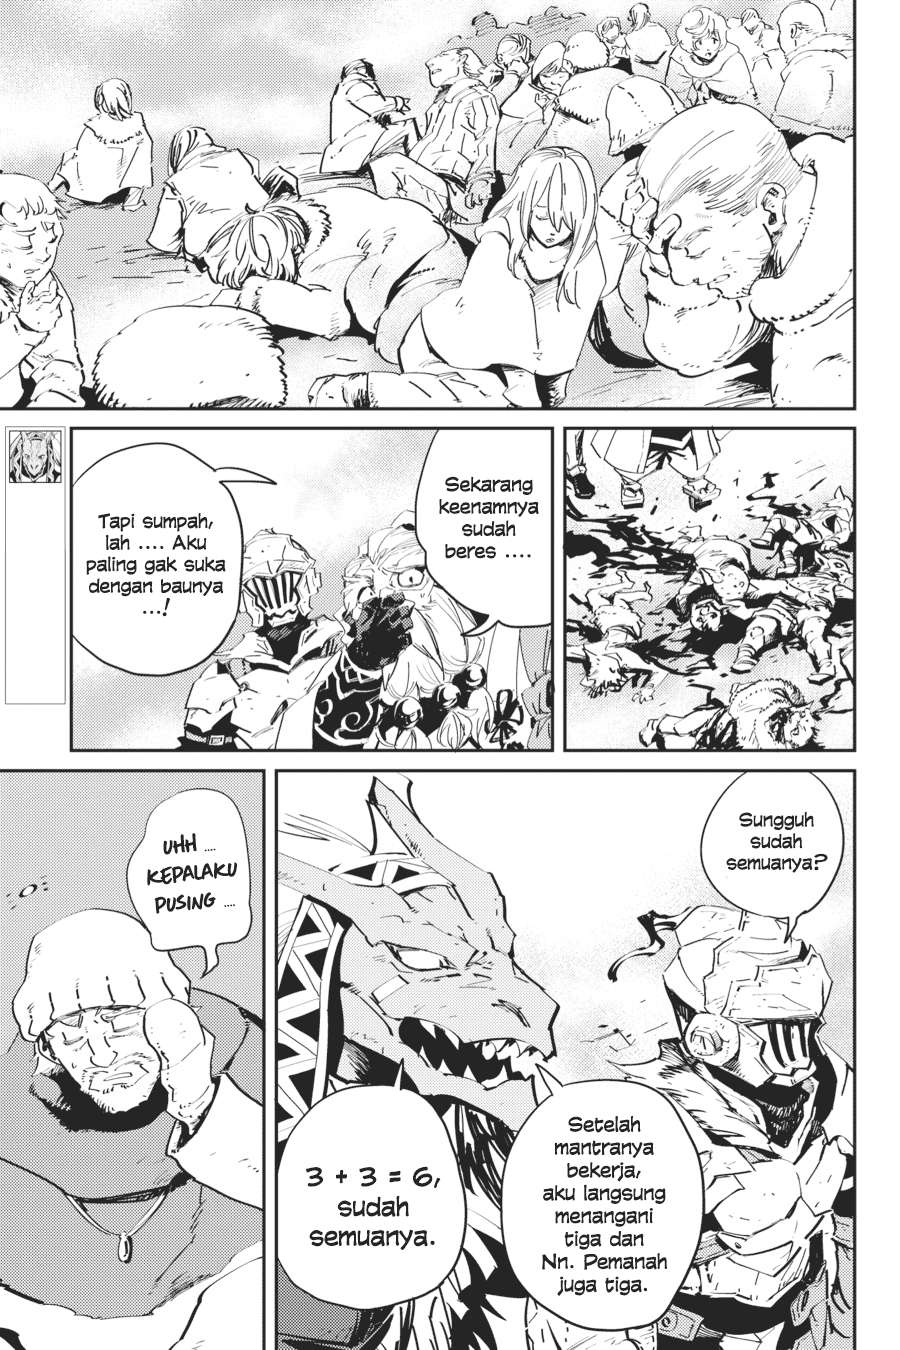 Sekarang
keenamnya
sudah
beres ....
Tapi sumpah,
lah .... Aku
paling gak suka
dengan baunya
...!
Sungguh
sudah
semuanya?
Setelah
mantranya
bekerja,
aku langsung
menangani
tiga dan
Nn. Pemanah
juga tiga.
3 + 3 = 6,
sudah
semuanya.
UHH ....
KEPALAKU
PUSING ....